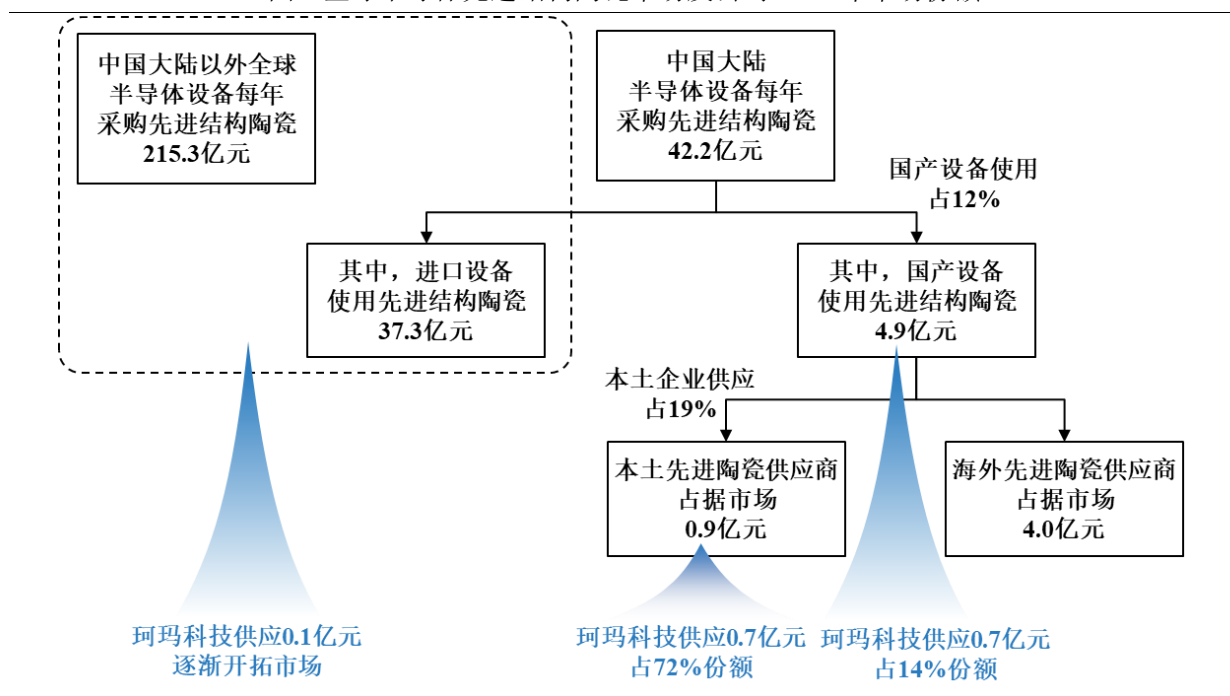 中国大陆以外全球
半导体设备每年
采购先进结构陶瓷
215.3亿元
中国大陆
半导体设备每年
采购先进结构陶瓷
42.2亿元
国产设备使用
占12%
其中，进口设备
使用先进结构陶瓷
37.3亿元
其中，国产设备
使用先进结构陶瓷
4.9亿元
本土企业供应
占19%
本土先进陶瓷供应商
占据市场
0.9亿元
海外先进陶瓷供应商
占据市场
4.0亿元
珂玛科技供应0.1亿元
逐渐开拓市场
珂玛科技供应0.7亿元
占72%份额
珂玛科技供应0.7亿元
占14%份额